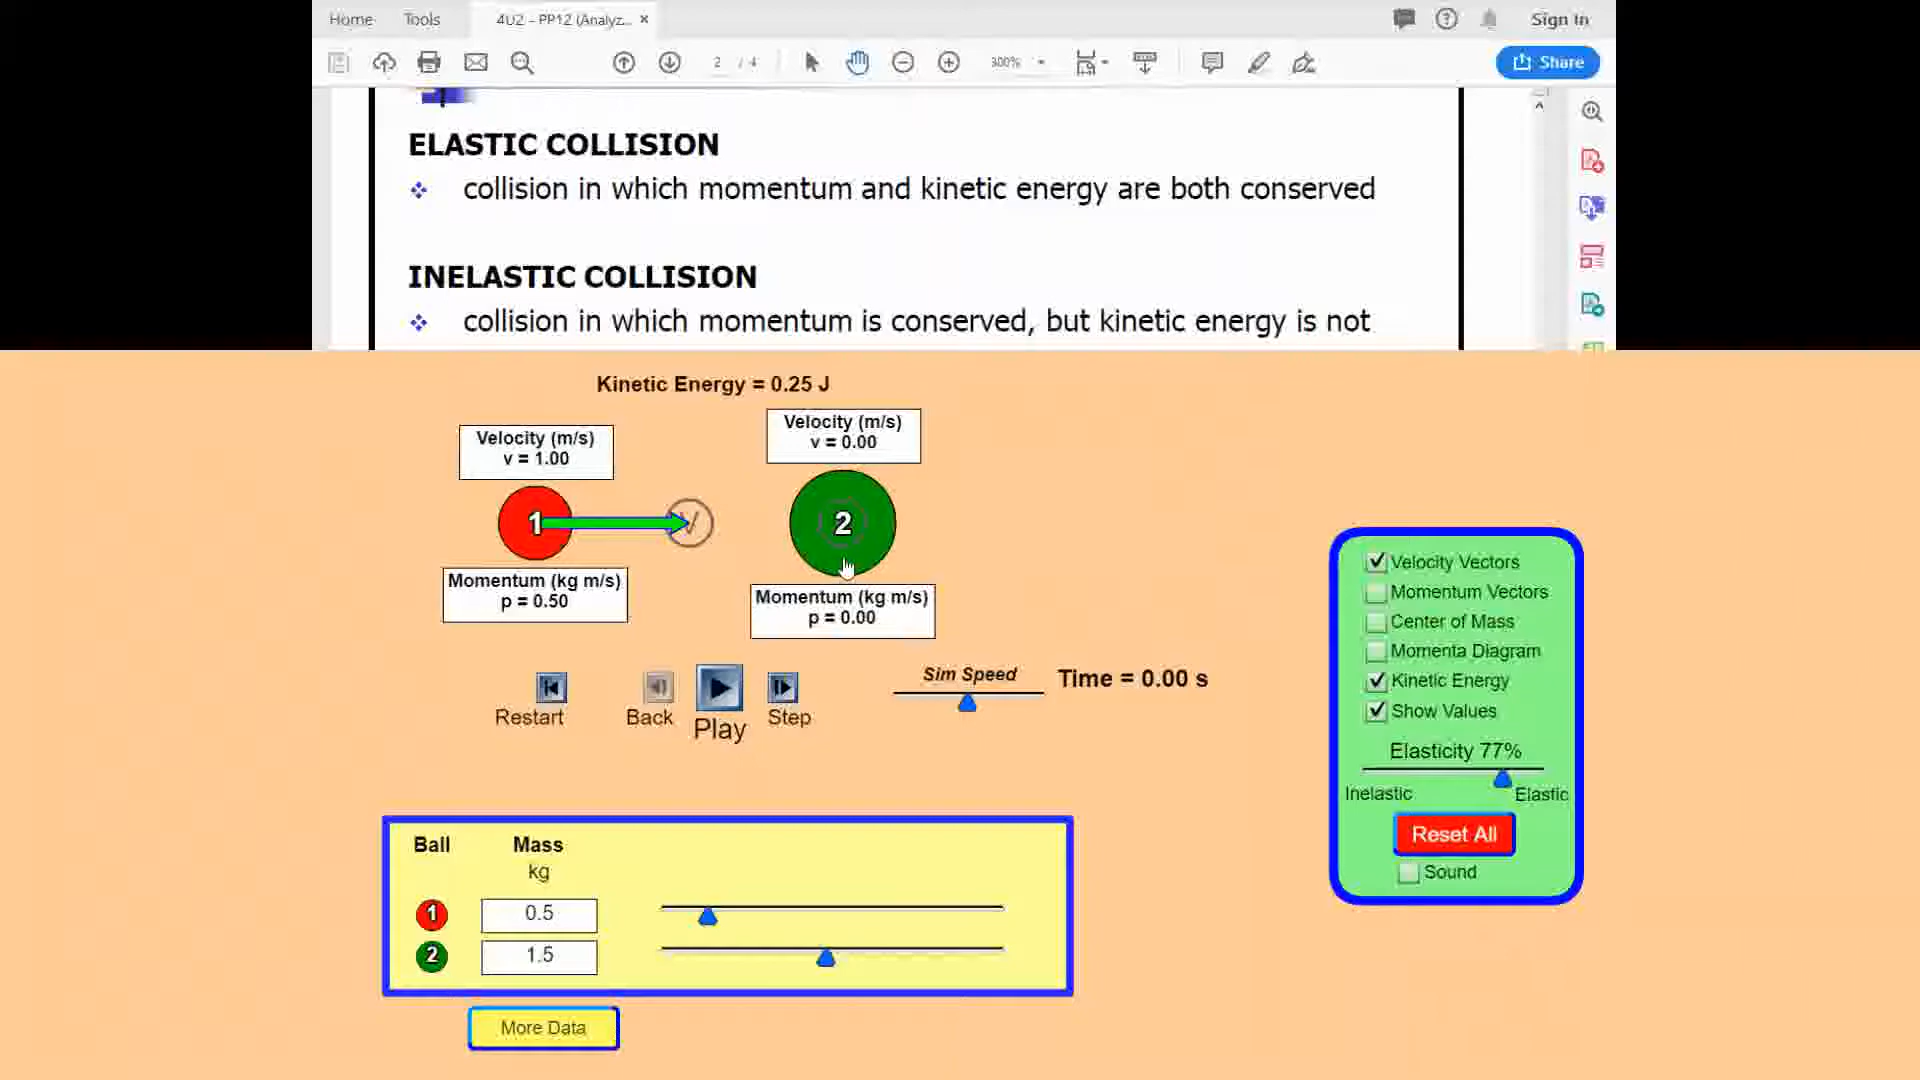 Home Tools 4U2 – PP12 (Analyz... × Sign In
2 / 4 300% Share
ELASTIC COLLISION
collision in which momentum and kinetic energy are both conserved
INELASTIC COLLISION
collision in which momentum is conserved, but kinetic energy is not
Kinetic Energy = 0.25 J
Velocity (m/s)
v = 1.00
Velocity (m/s)
v = 0.00
1
V
2
Momentum (kg m/s)
p = 0.50
Momentum (kg m/s)
p = 0.00
Restart
Back
Play
Step
Sim Speed
Time = 0.00 s
Velocity Vectors
Momentum Vectors
Center of Mass
Momenta Diagram
Kinetic Energy
Show Values
Elasticity 77%
Inelastic Elastic
Reset All
Sound
Ball Mass
kg
1 0.5
2 1.5
More Data